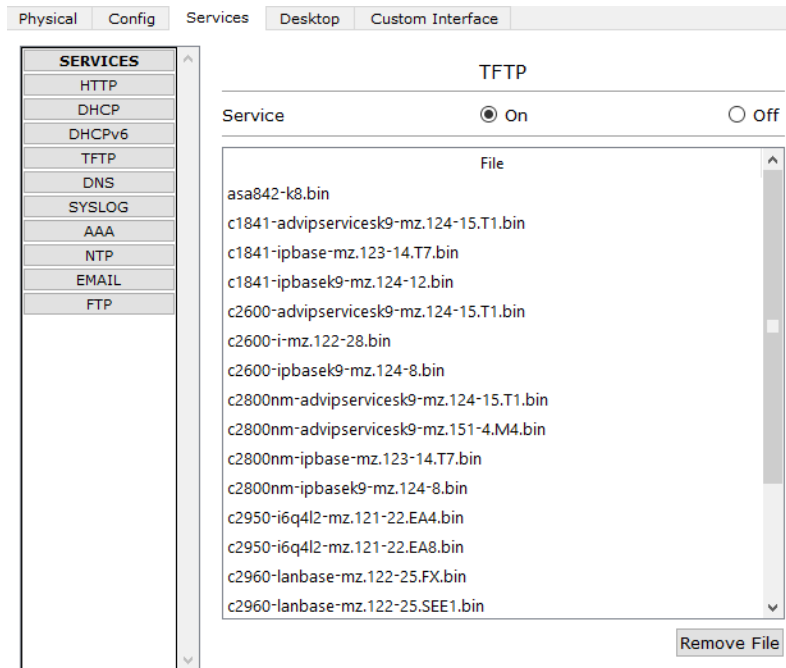 Physical Config Services Desktop Custom Interface
SERVICES
HTTP
DHCP
DHCPv6
TFTP
DNS
SYSLOG
AAA
NTP
EMAIL
FTP
TFTP
Service On Off
File
asa842-k8.bin
c1841-advipservicesk9-mz.124-15.T1.bin
c1841-ipbase-mz.123-14.T7.bin
c1841-ipbasek9-mz.124-12.bin
c2600-advipservicesk9-mz.124-15.T1.bin
c2600-i-mz.122-28.bin
c2600-ipbasek9-mz.124-8.bin
c2800nm-advipservicesk9-mz.124-15.T1.bin
c2800nm-advipservicesk9-mz.151-4.M4.bin
c2800nm-ipbase-mz.123-14.T7.bin
c2800nm-ipbasek9-mz.124-8.bin
c2950-i6q4l2-mz.121-22.EA4.bin
c2950-i6q4l2-mz.121-22.EA8.bin
c2960-lanbase-mz.122-25.FX.bin
c2960-lanbase-mz.122-25.SEE1.bin
Remove File